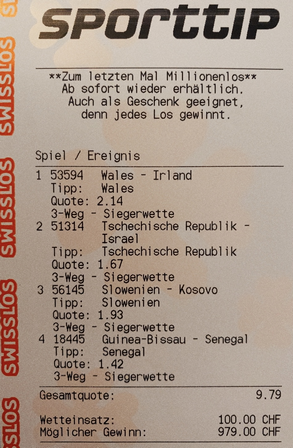 sporttip
**Zum letzten Mal Millionenlos**
Ab sofort wieder erhältlich.
Auch als Geschenk geeignet,
denn jedes Los gewinnt.
Spiel / Ereignis
1 53594 Wales - Irland
Tipp: Wales
Quote: 2.14
3-Weg - Siegerwette
2 51314 Tschechische Republik -
Israel
Tipp: Tschechische Republik
Quote: 1.67
3-Weg - Siegerwette
3 56145 Slowenien - Kosovo
Tipp: Slowenien
Quote: 1.93
3-Weg - Siegerwette
4 18445 Guinea-Bissau - Senegal
Tipp: Senegal
Quote: 1.42
3-Weg - Siegerwette
Gesamtquote: 9.79
Wetteinsatz: 100.00 CHF
Möglicher Gewinn: 979.00 CHF
SWISSLOS
SWISSLOS
SWISSLOS